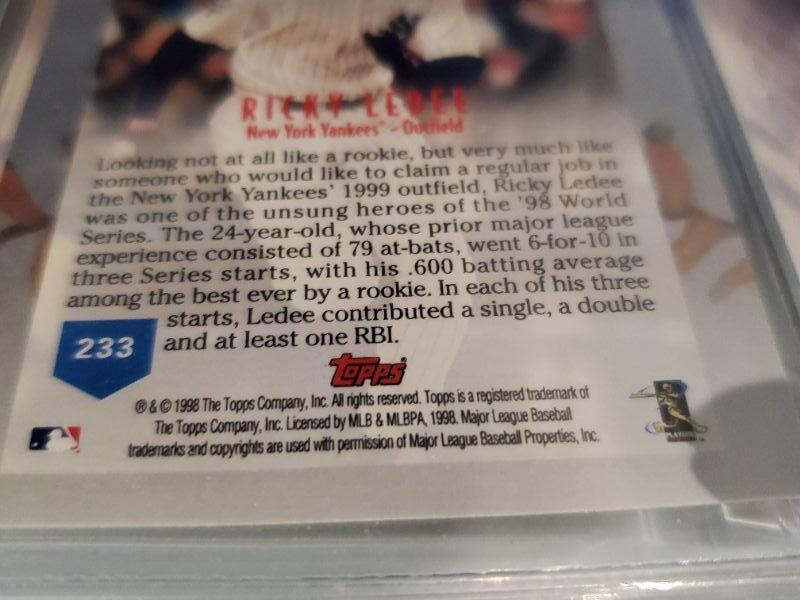 RICKY LEDEE
New York Yankees™ - Outfield
Looking not at all like a rookie, but very much like
someone who would like to claim a regular job in
the New York Yankees' 1999 outfield, Ricky Ledee
was one of the unsung heroes of the '98 World
Series. The 24-year-old, whose prior major league
experience consisted of 79 at-bats, went 6-for-10 in
three Series starts, with his .600 batting average
among the best ever by a rookie. In each of his three
starts, Ledee contributed a single, a double
and at least one RBI.
233
Topps®
® & © 1998 The Topps Company, Inc. All rights reserved. Topps is a registered trademark of
The Topps Company, Inc. Licensed by MLB & MLBPA, 1998. Major League Baseball
trademarks and copyrights are used with permission of Major League Baseball Properties, Inc.